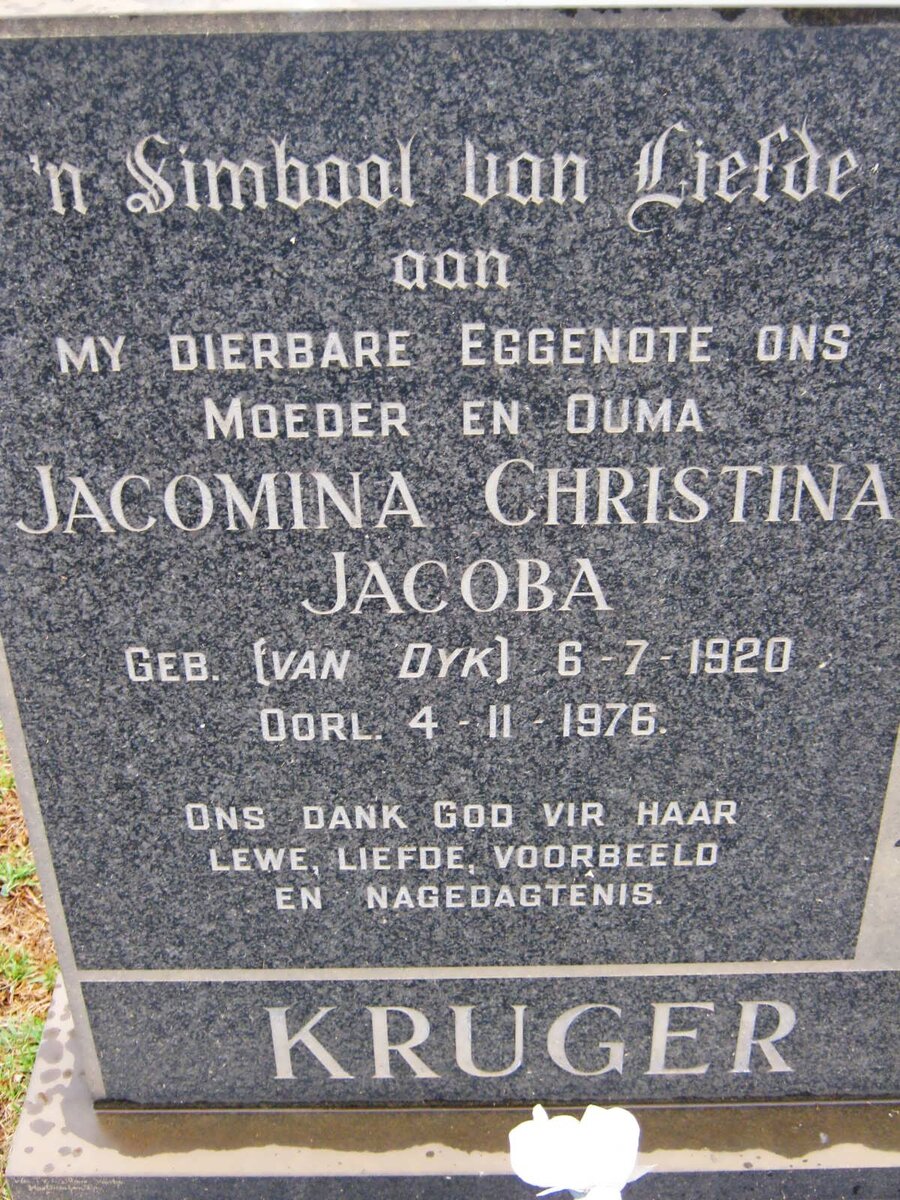 'n Simbool van Liefde
aan
MY DIERBARE EGGENOTE ONS
MOEDER EN OUMA
JACOMINA CHRISTINA
JACOBA
GEB. (VAN DYK) 6-7-1920
OORL. 4-11-1976.
ONS DANK GOD VIR HAAR
LEWE, LIEFDE, VOORBEELD
EN NAGEDAGTENIS.
KRUGER